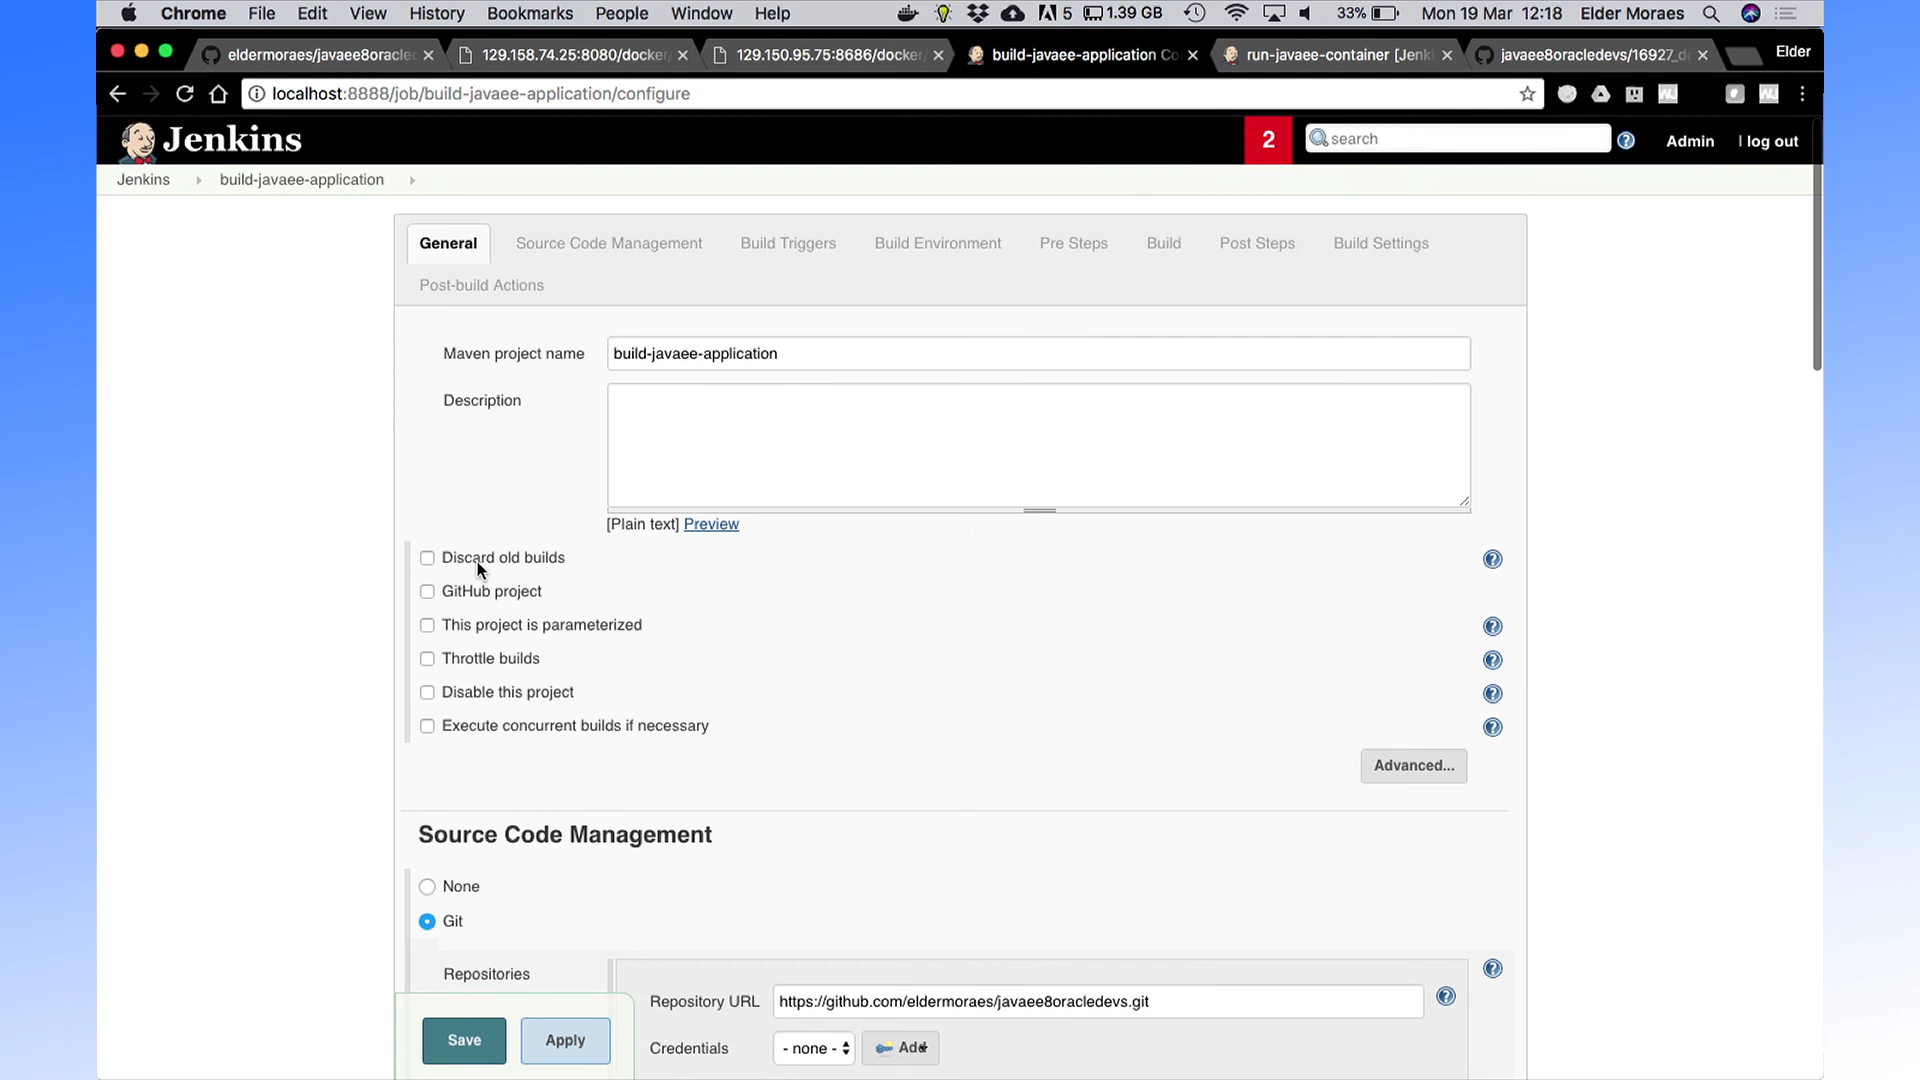 Chrome File Edit View History Bookmarks People Window Help 5 1.39 GB 33% Mon 19 Mar 12:18 Elder Moraes
eldermoraes/javaee8oracle 129.158.74.25:8080/docker/ 129.150.95.75:8686/docker/ build-javaee-application Co run-javaee-container [Jenk javaee8oracledevs/16927_d Elder
localhost:8888/job/build-javaee-application/configure
Jenkins 2 search Admin | log out
Jenkins build-javaee-application
General Source Code Management Build Triggers Build Environment Pre Steps Build Post Steps Build Settings
Post-build Actions
Maven project name build-javaee-application
Description
[Plain text] Preview
Discard old builds
GitHub project
This project is parameterized
Throttle builds
Disable this project
Execute concurrent builds if necessary
Advanced...
Source Code Management
None
Git
Repositories
Repository URL https://github.com/eldermoraes/javaee8oracledevs.git
Save Apply Credentials - none - Add